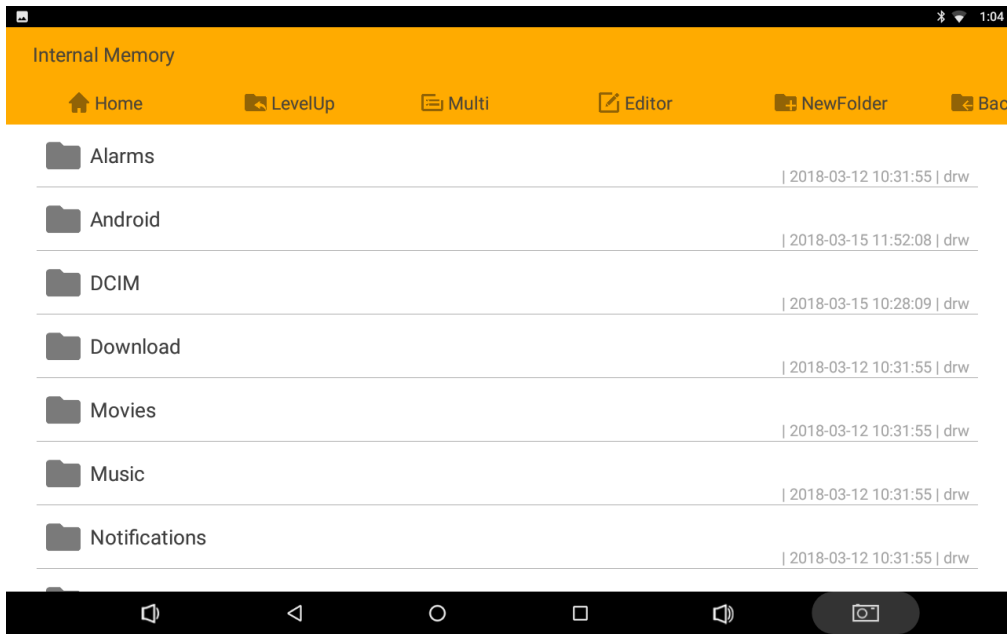 1:04
Internal Memory
Home LevelUp Multi Editor NewFolder Bac
Alarms
| 2018-03-12 10:31:55 | drw
Android
| 2018-03-15 11:52:08 | drw
DCIM
| 2018-03-15 10:28:09 | drw
Download
| 2018-03-12 10:31:55 | drw
Movies
| 2018-03-12 10:31:55 | drw
Music
| 2018-03-12 10:31:55 | drw
Notifications
| 2018-03-12 10:31:55 | drw